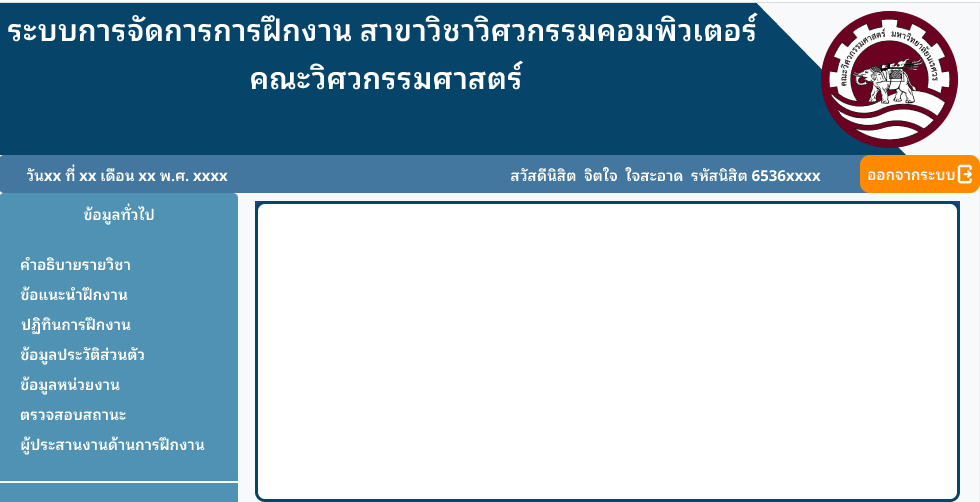 ระบบการจัดการการฝึกงาน สาขาวิชาวิศวกรรมคอมพิวเตอร์
คณะวิศวกรรมศาสตร์
คณะวิศวกรรมศาสตร์ มหาวิทยาลัยนเรศวร
วันxx ที่ xx เดือน xx พ.ศ. xxxx
สวัสดีนิสิต จิตใจ ใจสะอาด รหัสนิสิต 6536xxxx
ออกจากระบบ
ข้อมูลทั่วไป
คำอธิบายรายวิชา
ข้อแนะนำฝึกงาน
ปฏิทินการฝึกงาน
ข้อมูลประวัติส่วนตัว
ข้อมูลหน่วยงาน
ตรวจสอบสถานะ
ผู้ประสานงานด้านการฝึกงาน